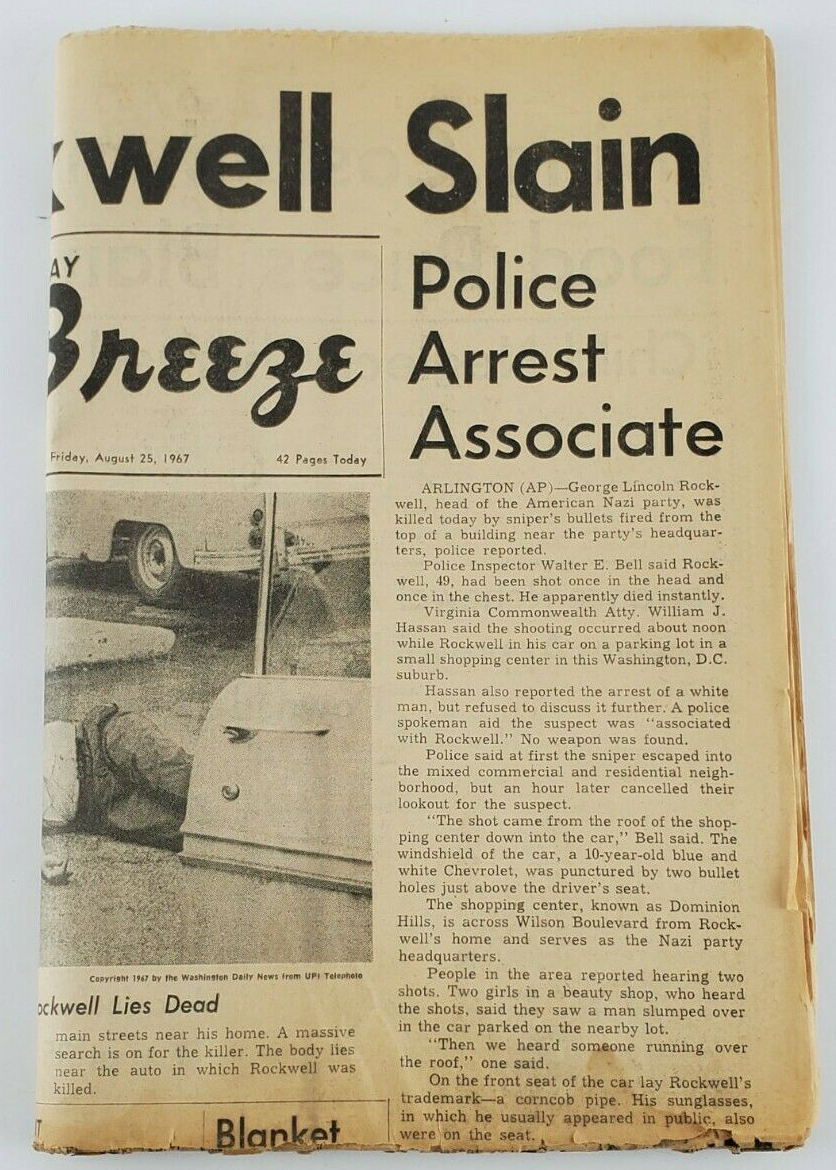 kwell Slain
AY
Breeze
Friday, August 25, 1967 42 Pages Today
Copyright 1967 by the Washington Daily News from UPI Telephoto
ockwell Lies Dead
main streets near his home. A massive
search is on for the killer. The body lies
near the auto in which Rockwell was
killed.
Blanket
Police
Arrest
Associate
ARLINGTON (AP)—George Lincoln Rock-
well, head of the American Nazi party, was
killed today by sniper's bullets fired from the
top of a building near the party's headquar-
ters, police reported.
Police Inspector Walter E. Bell said Rock-
well, 49, had been shot once in the head and
once in the chest. He apparently died instantly.
Virginia Commonwealth Atty. William J.
Hassan said the shooting occurred about noon
while Rockwell in his car on a parking lot in a
small shopping center in this Washington, D.C.
suburb.
Hassan also reported the arrest of a white
man, but refused to discuss it further. A police
spokeman aid the suspect was "associated
with Rockwell." No weapon was found.
Police said at first the sniper escaped into
the mixed commercial and residential neigh-
borhood, but an hour later cancelled their
lookout for the suspect.
"The shot came from the roof of the shop-
ping center down into the car," Bell said. The
windshield of the car, a 10-year-old blue and
white Chevrolet, was punctured by two bullet
holes just above the driver's seat.
The shopping center, known as Dominion
Hills, is across Wilson Boulevard from Rock-
well's home and serves as the Nazi party
headquarters.
People in the area reported hearing two
shots. Two girls in a beauty shop, who heard
the shots, said they saw a man slumped over
in the car parked on the nearby lot.
"Then we heard someone running over
the roof," one said.
On the front seat of the car lay Rockwell's
trademark—a corncob pipe. His sunglasses,
in which he usually appeared in public, also
were on the seat.